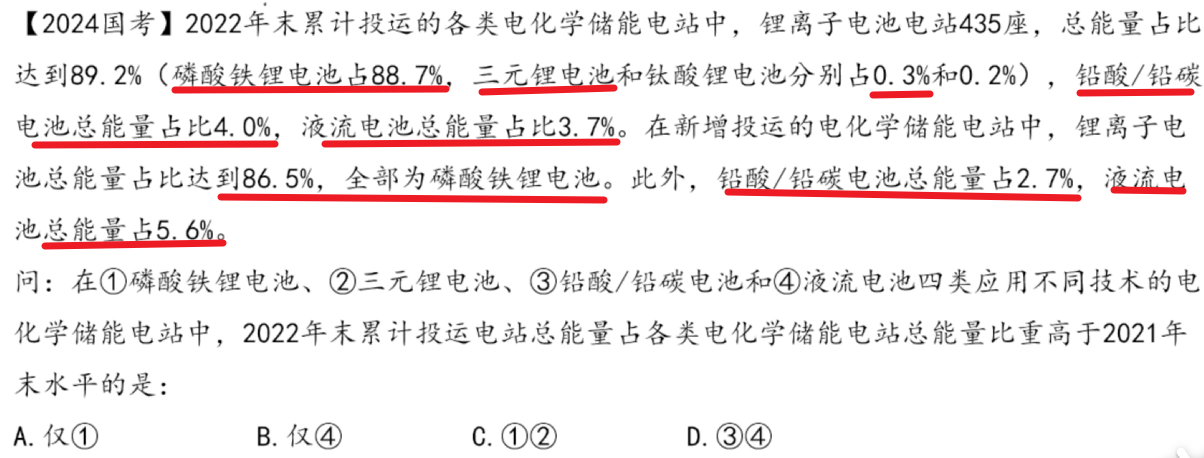 【2024国考】2022年末累计投运的各类电化学储能电站中，锂离子电池电站435座，总能量占比
达到89.2%（磷酸铁锂电池占88.7%，三元锂电池和钛酸锂电池分别占0.3%和0.2%），铅酸/铅碳
电池总能量占比4.0%，液流电池总能量占比3.7%。在新增投运的电化学储能电站中，锂离子电
池总能量占比达到86.5%，全部为磷酸铁锂电池。此外，铅酸/铅碳电池总能量占2.7%，液流电
池总能量占5.6%。
问：在①磷酸铁锂电池、②三元锂电池、③铅酸/铅碳电池和④液流电池四类应用不同技术的电
化学储能电站中，2022年末累计投运电站总能量占各类电化学储能电站总能量比重高于2021年
末水平的是：
A. 仅① B. 仅④ C. ①② D. ③④